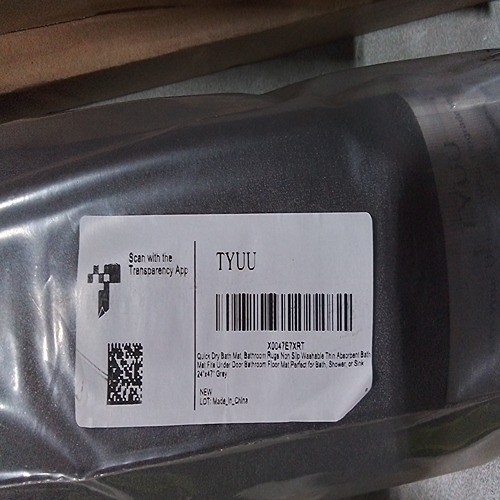 Scan with the
Transparency App
TYUU
X0047E7XRT
Quick Dry Bath Mat, Bathroom Rugs Non Slip Washable Thin Absorbent Bath
Mat Fits Under Door Bathroom Floor Mat Perfect for Bath, Shower, or Sink
24"x47" Grey
NEW
LOT: Made_in_China